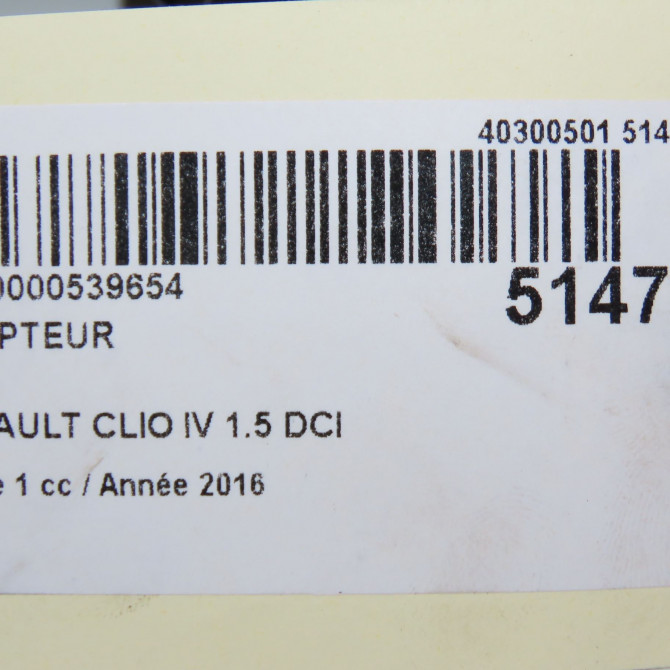 40300501 514
0000539654
5147
PTEUR
AULT CLIO IV 1.5 DCI
e 1 cc / Année 2016